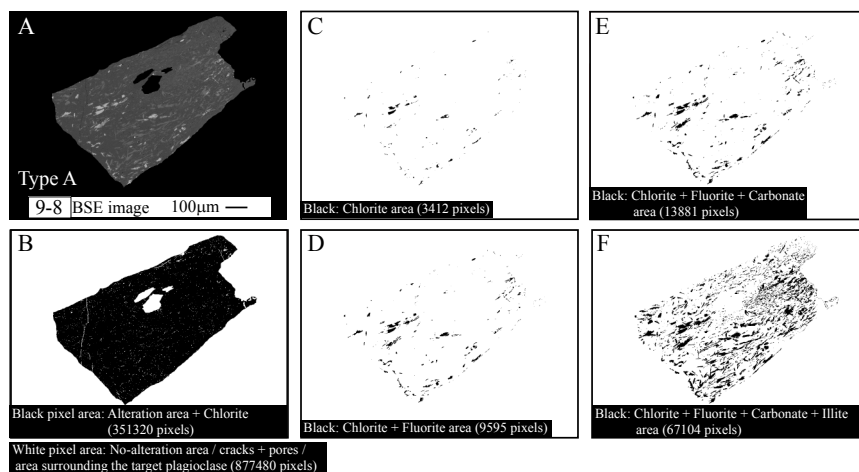 A
Type A
9-8 BSE image 100μm
B
Black pixel area: Alteration area + Chlorite
(351320 pixels)
White pixel area: No-alteration area / cracks + pores /
area surrounding the target plagioclase (877480 pixels)
C
Black: Chlorite area (3412 pixels)
D
Black: Chlorite + Fluorite area (9595 pixels)
E
Black: Chlorite + Fluorite + Carbonate
area (13881 pixels)
F
Black: Chlorite + Fluorite + Carbonate + Illite
area (67104 pixels)